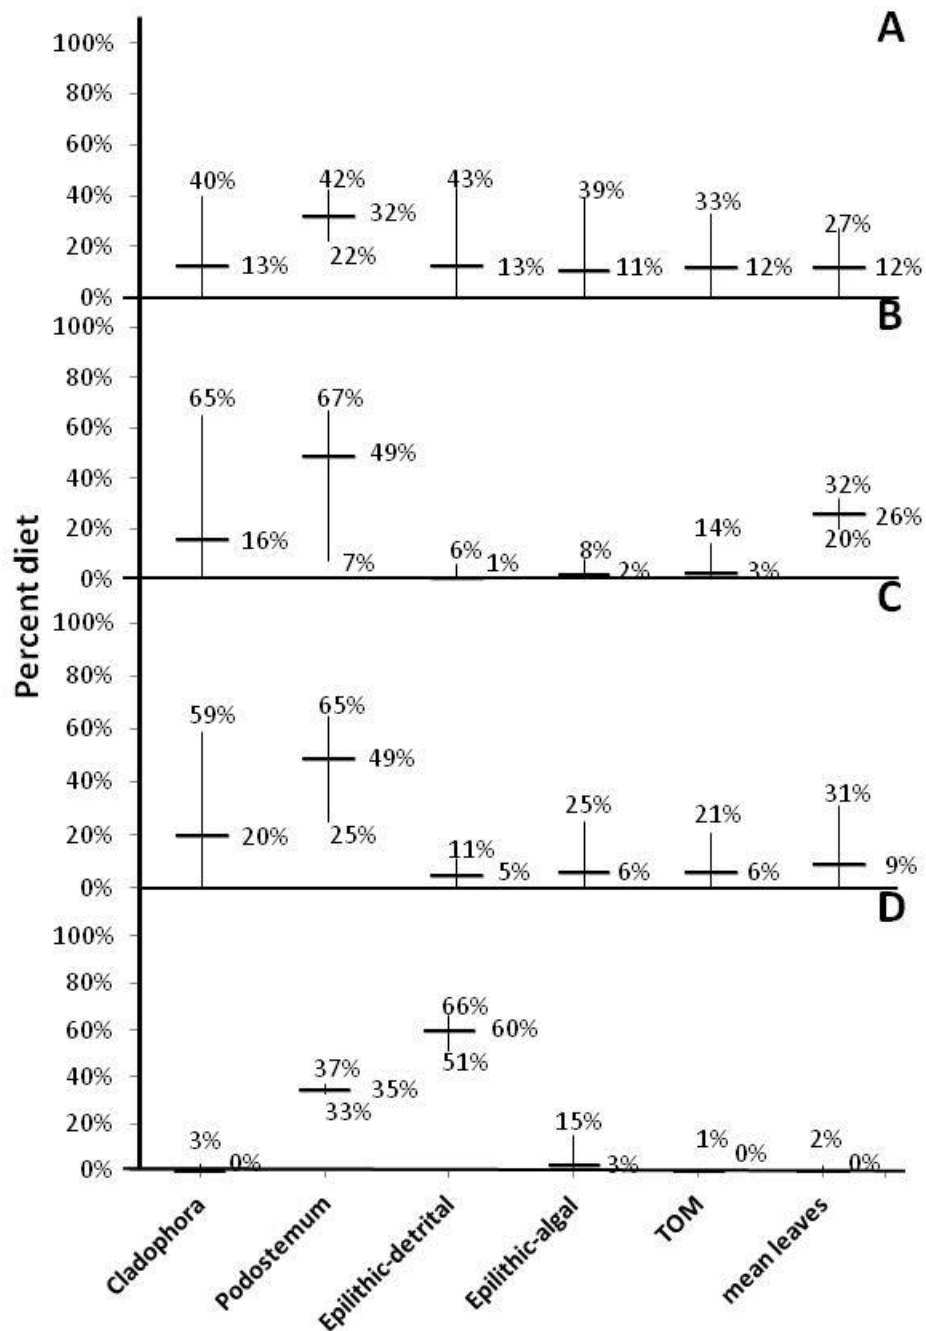 A
100%
80%
60%
40%
20%
0%
40% 42% 43% 39% 33% 27%
13% 32% 13% 11% 12% 12%
22%
B
100%
80%
60%
40%
20%
0%
65% 67% 6% 8% 14% 32%
16% 49% 1% 2% 3% 26%
7% 20%
C
100%
80%
60%
40%
20%
0%
59% 65% 11% 25% 21% 31%
20% 49% 5% 6% 6% 9%
25%
D
100%
80%
60%
40%
20%
0%
3% 37% 66% 15% 1% 2%
0% 35% 60% 3% 0% 0%
33% 51%
Percent diet
Cladophora
Podostemum
Epilithic-detrital
Epilithic-algal
TOM
mean leaves